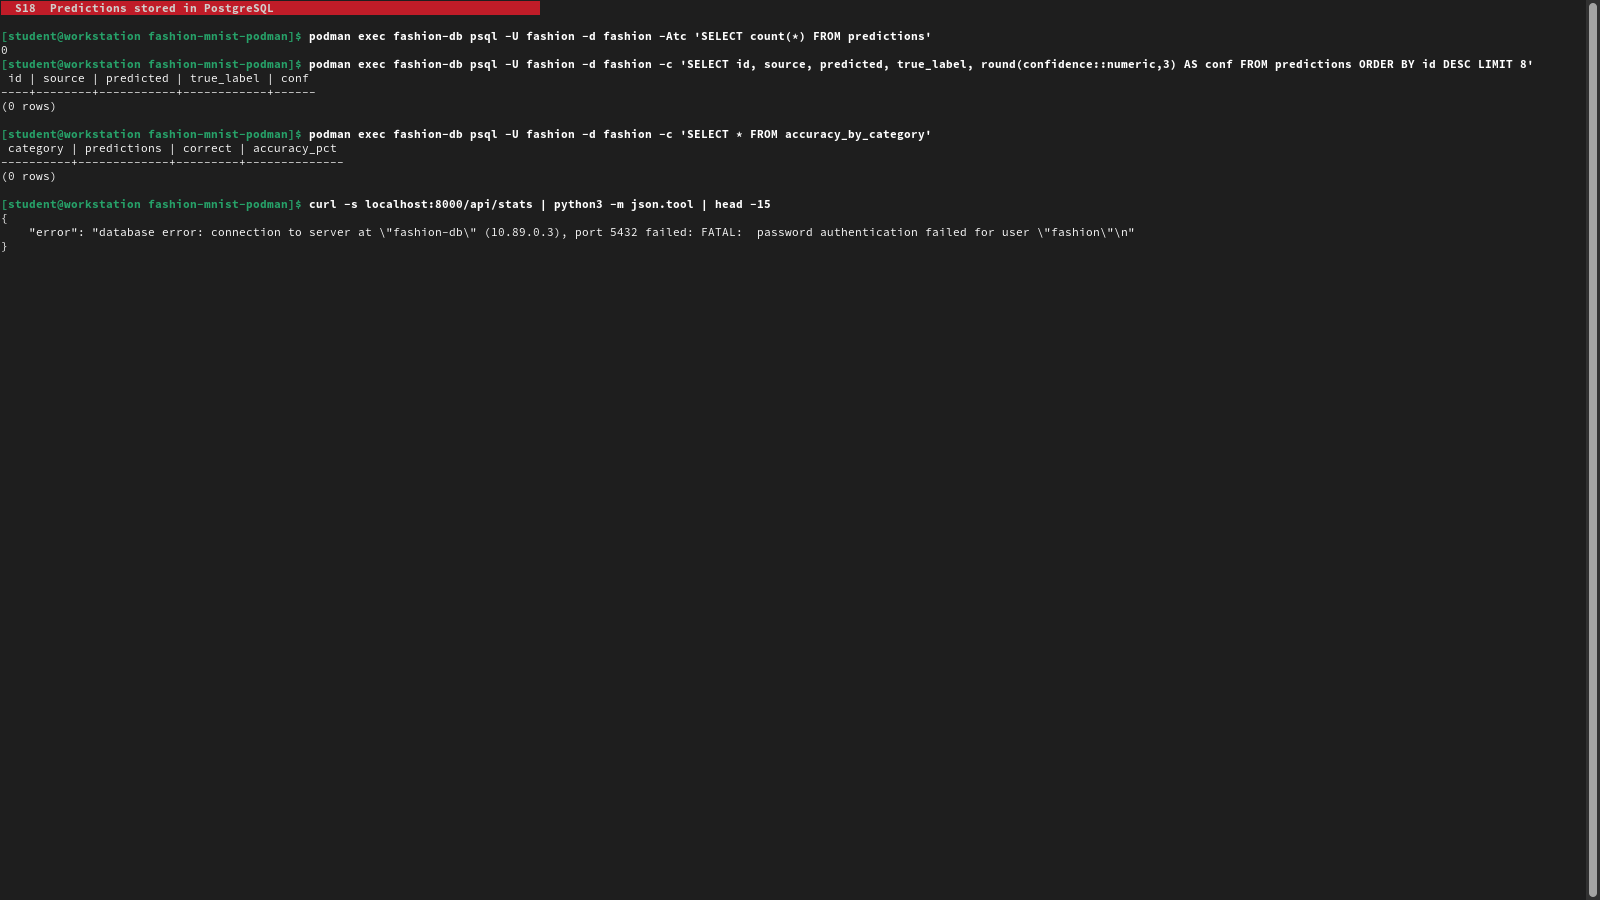 S18  Predictions stored in PostgreSQL
[student@workstation fashion-mnist-podman]$ podman exec fashion-db psql -U fashion -d fashion -Atc 'SELECT count(*) FROM predictions'
0
[student@workstation fashion-mnist-podman]$ podman exec fashion-db psql -U fashion -d fashion -c 'SELECT id, source, predicted, true_label, round(confidence::numeric,3) AS conf FROM predictions ORDER BY id DESC LIMIT 8'
 id | source | predicted | true_label | conf
----+--------+-----------+------------+------
(0 rows)
[student@workstation fashion-mnist-podman]$ podman exec fashion-db psql -U fashion -d fashion -c 'SELECT * FROM accuracy_by_category'
 category | predictions | correct | accuracy_pct
----------+-------------+---------+--------------
(0 rows)
[student@workstation fashion-mnist-podman]$ curl -s localhost:8000/api/stats | python3 -m json.tool | head -15
{
    "error": "database error: connection to server at \"fashion-db\" (10.89.0.3), port 5432 failed: FATAL:  password authentication failed for user \"fashion\"\n"
}